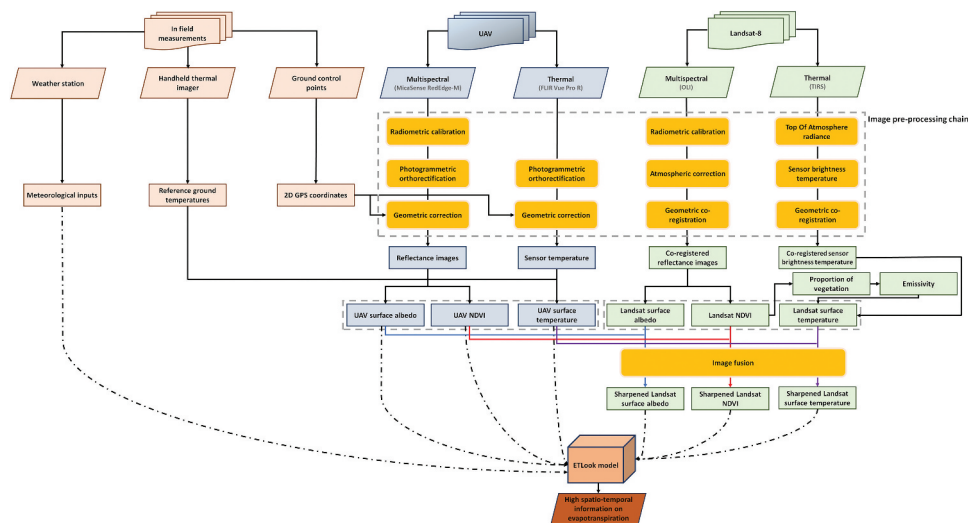 In field
measurements
UAV
Landsat-8
Weather station
Handheld thermal
imager
Ground control
points
Multispectral
(MicaSense RedEdge-M)
Thermal
(FLIR Vue Pro R)
Multispectral
(OLI)
Thermal
(TIRS)
Image pre-processing chain
Radiometric calibration
Radiometric calibration
Top Of Atmosphere
radiance
Photogrammetric
orthorectification
Photogrammetric
orthorectification
Atmospheric correction
Sensor brightness
temperature
Meteorological inputs
Reference ground
temperatures
2D GPS coordinates
Geometric correction
Geometric correction
Geometric co-
registration
Geometric co-
registration
Reflectance images
Sensor temperature
Co-registered
reflectance images
Co-registered sensor
brightness temperature
Proportion of
vegetation
Emissivity
UAV surface albedo
UAV NDVI
UAV surface
temperature
Landsat surface
albedo
Landsat NDVI
Landsat surface
temperature
Image fusion
Sharpened Landsat
surface albedo
Sharpened Landsat
NDVI
Sharpened Landsat
surface temperature
ETLook model
High spatio-temporal
information on
evapotranspiration